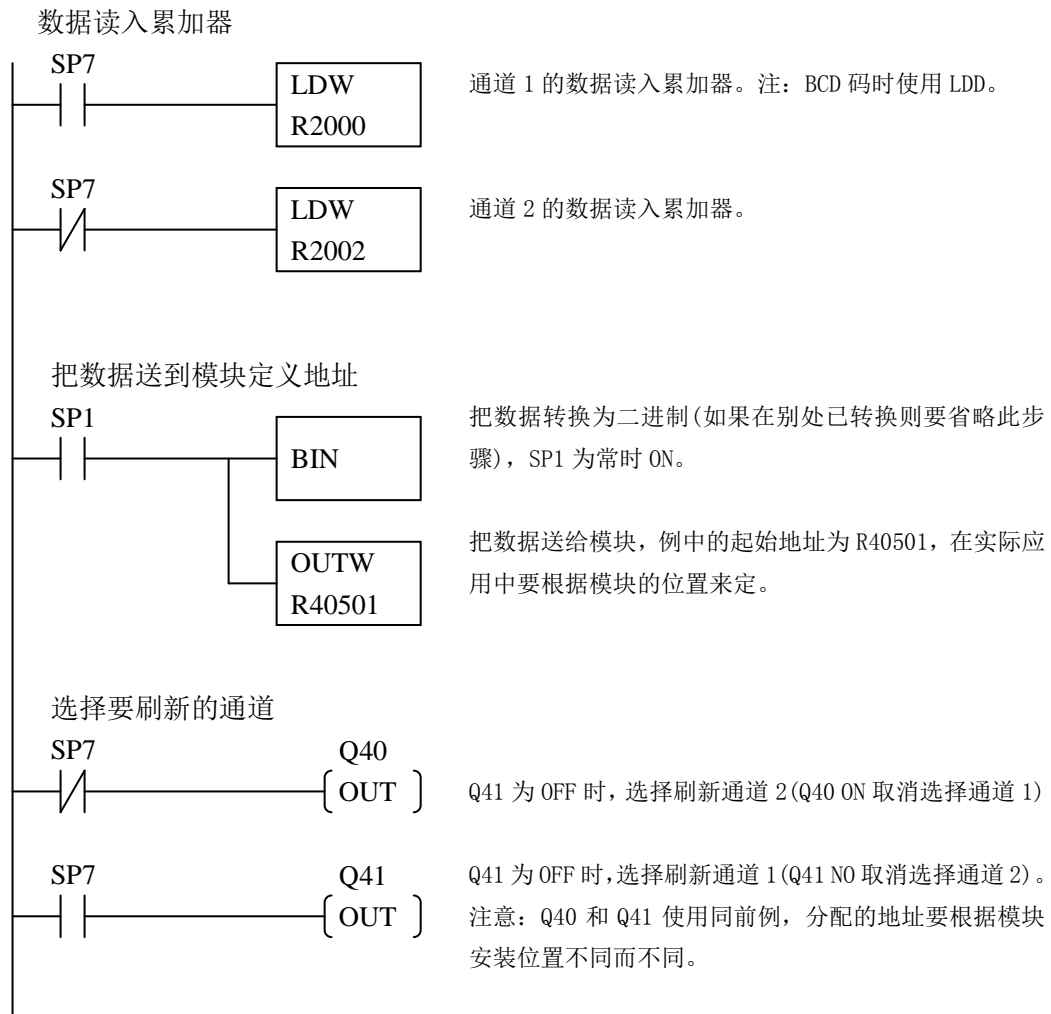 数据读入累加器
SP7
LDW
R2000
通道 1 的数据读入累加器。注：BCD 码时使用 LDD。
SP7
LDW
R2002
通道 2 的数据读入累加器。
把数据送到模块定义地址
SP1
BIN
把数据转换为二进制(如果在别处已转换则要省略此步
骤)，SP1 为常时 ON。
OUTW
R40501
把数据送给模块，例中的起始地址为 R40501，在实际应
用中要根据模块的位置来定。
选择要刷新的通道
SP7
Q40
OUT
Q41 为 OFF 时，选择刷新通道 2(Q40 ON 取消选择通道 1)
SP7
Q41
OUT
Q41 为 OFF 时，选择刷新通道 1(Q41 NO 取消选择通道 2)。
注意：Q40 和 Q41 使用同前例，分配的地址要根据模块
安装位置不同而不同。